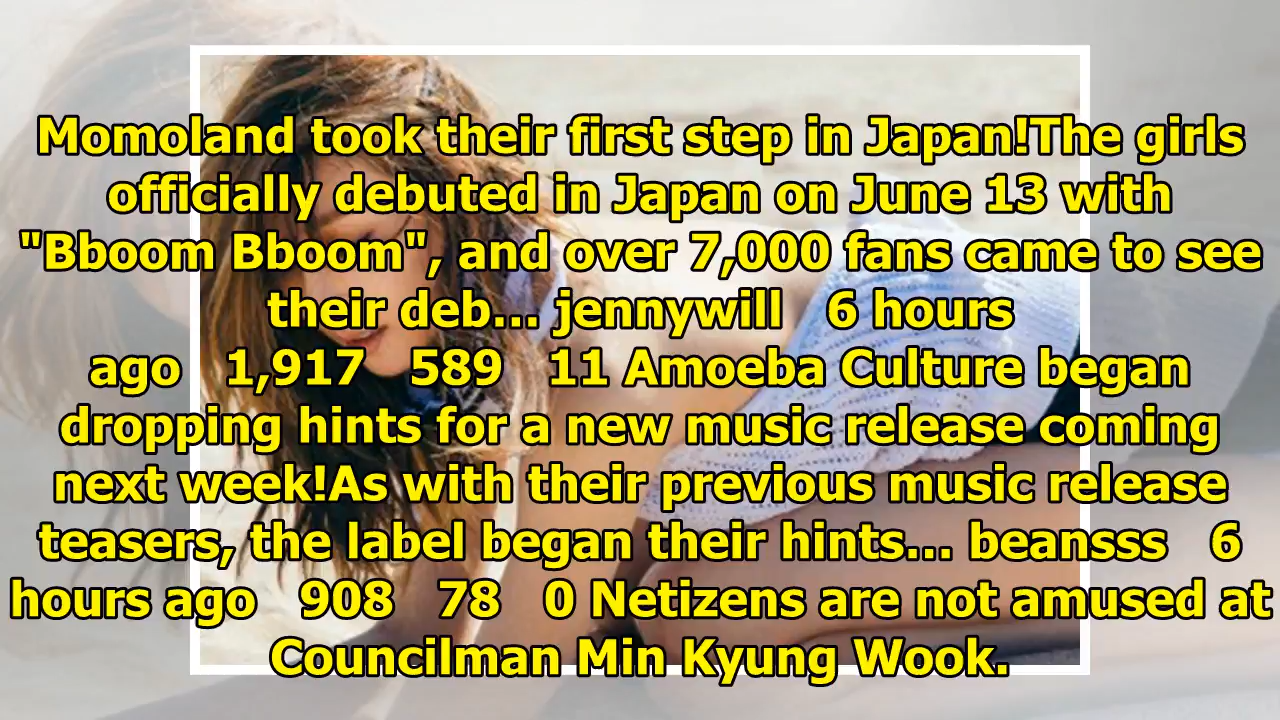 Momoland took their first step in Japan!The girls
officially debuted in Japan on June 13 with
"Bboom Bboom", and over 7,000 fans came to see
their deb... jennywill   6 hours
ago   1,917   589   11 Amoeba Culture began
dropping hints for a new music release coming
next week!As with their previous music release
teasers, the label began their hints... beansss   6
hours ago   908   78   0 Netizens are not amused at
Councilman Min Kyung Wook.